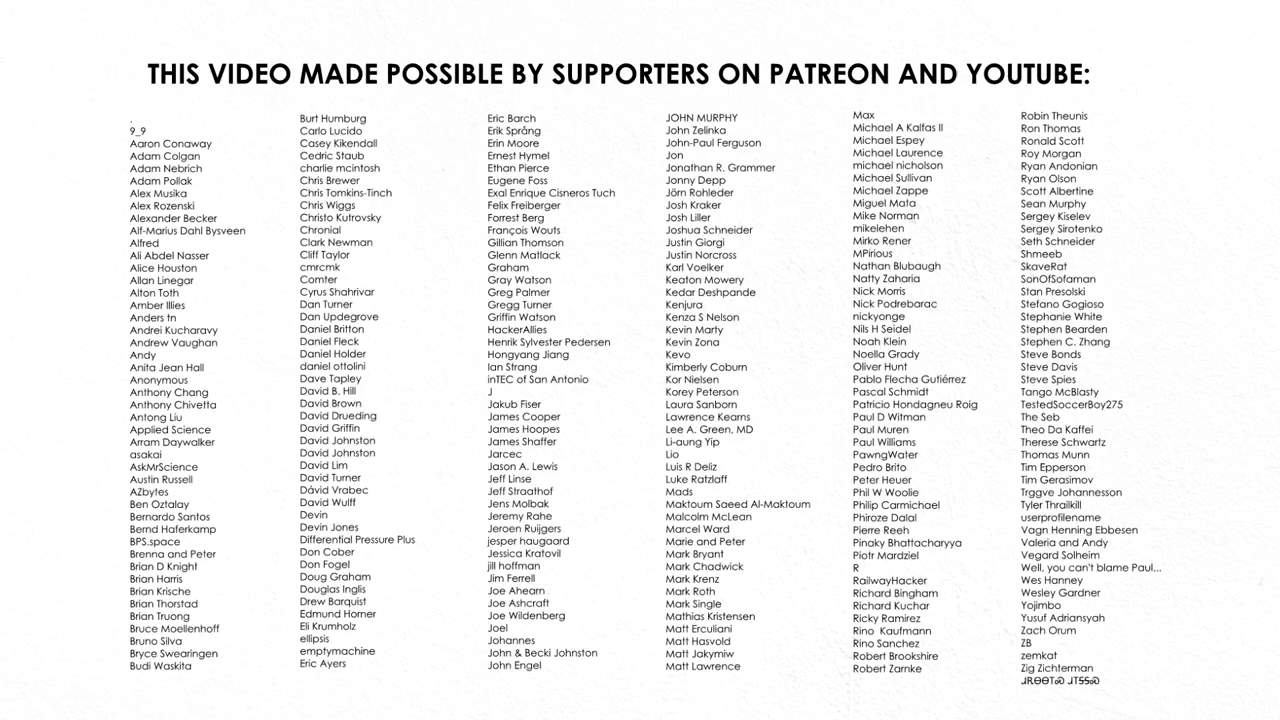 THIS VIDEO MADE POSSIBLE BY SUPPORTERS ON PATREON AND YOUTUBE:
.
9_9
Aaron Conaway
Adam Colgan
Adam Nebrich
Adam Pollak
Alex Musika
Alex Rozenski
Alexander Becker
Alf-Marius Dahl Bysveen
Alfred
Ali Abdel Nasser
Alice Houston
Allan Linegar
Alton Toth
Amber Illies
Anders tn
Andrei Kucharavy
Andrew Vaughan
Andy
Anita Jean Hall
Anonymous
Anthony Chang
Anthony Chivetta
Antong Liu
Applied Science
Arram Daywalker
asakai
AskMrScience
Austin Russell
AZbytes
Ben Oztalay
Bernardo Santos
Bernd Haferkamp
BPS.space
Brenna and Peter
Brian D Knight
Brian Harris
Brian Krische
Brian Thorstad
Brian Truong
Bruce Moellenhoff
Bruno Silva
Bryce Swearingen
Budi Waskita
Burt Humburg
Carlo Lucido
Casey Kikendall
Cedric Staub
charlie mcintosh
Chris Brewer
Chris Tomkins-Tinch
Chris Wiggs
Christo Kutrovsky
Chronial
Clark Newman
Cliff Taylor
cmrcmk
Comter
Cyrus Shahrivar
Dan Turner
Dan Updegrove
Daniel Britton
Daniel Fleck
Daniel Holder
daniel ottolini
Dave Tapley
David B. Hill
David Brown
David Drueding
David Griffin
David Johnston
David Johnston
David Lim
David Turner
Dávid Vrabec
David Wulff
Devin
Devin Jones
Differential Pressure Plus
Don Cober
Don Fogel
Doug Graham
Douglas Inglis
Drew Barquist
Edmund Horner
Eli Krumholz
ellipsis
emptymachine
Eric Ayers
Eric Barch
Erik Språng
Erin Moore
Ernest Hymel
Ethan Pierce
Eugene Foss
Exal Enrique Cisneros Tuch
Felix Freiberger
Forrest Berg
François Wouts
Gillian Thomson
Glenn Matlack
Graham
Gray Watson
Greg Palmer
Gregg Turner
Griffin Watson
HackerAllies
Henrik Sylvester Pedersen
Hongyang Jiang
Ian Strang
inTEC of San Antonio
J
Jakub Fiser
James Cooper
James Hoopes
James Shaffer
Jarcec
Jason A. Lewis
Jeff Linse
Jeff Straathof
Jens Molbak
Jeremy Rahe
Jeroen Ruijgers
jesper haugaard
Jessica Kratovil
jill hoffman
Jim Ferrell
Joe Ahearn
Joe Ashcraft
Joe Wildenberg
Joel
Johannes
John & Becki Johnston
John Engel
JOHN MURPHY
John Zelinka
John-Paul Ferguson
Jon
Jonathan R. Grammer
Jonny Depp
Jörn Rohleder
Josh Kraker
Josh Liller
Joshua Schneider
Justin Giorgi
Justin Norcross
Karl Voelker
Keaton Mowery
Kedar Deshpande
Kenjura
Kenza S Nelson
Kevin Marty
Kevin Zona
Kevo
Kimberly Coburn
Kor Nielsen
Korey Peterson
Laura Sanborn
Lawrence Kearns
Lee A. Green, MD
Li-aung Yip
Lio
Luis R Deliz
Luke Ratzlaff
Mads
Maktoum Saeed Al-Maktoum
Malcolm McLean
Marcel Ward
Marie and Peter
Mark Bryant
Mark Chadwick
Mark Krenz
Mark Roth
Mark Single
Mathias Kristensen
Matt Erculiani
Matt Hasvold
Matt Jakymiw
Matt Lawrence
Max
Michael A Kalfas II
Michael Espey
Michael Laurence
michael nicholson
Michael Sullivan
Michael Zappe
Miguel Mata
Mike Norman
mikelehen
Mirko Rener
MPirious
Nathan Blubaugh
Natty Zaharia
Nick Morris
Nick Podrebarac
nickyonge
Nils H Seidel
Noah Klein
Noella Grady
Oliver Hunt
Pablo Flecha Gutiérrez
Pascal Schmidt
Patricio Hondagneu Roig
Paul D Witman
Paul Muren
Paul Williams
PawngWater
Pedro Brito
Peter Heuer
Phil W Woolie
Philip Carmichael
Phiroze Dalal
Pierre Reeh
Pinaky Bhattacharyya
Piotr Mardziel
R
RailwayHacker
Richard Bingham
Richard Kuchar
Ricky Ramirez
Rino Kaufmann
Rino Sanchez
Robert Brookshire
Robert Zarnke
Robin Theunis
Ron Thomas
Ronald Scott
Roy Morgan
Ryan Andonian
Ryan Olson
Scott Albertine
Sean Murphy
Sergey Kiselev
Sergey Sirotenko
Seth Schneider
Shmeeb
SkaveRat
SonOfSofaman
Stan Presolski
Stefano Gogioso
Stephanie White
Stephen Bearden
Stephen C. Zhang
Steve Bonds
Steve Davis
Steve Spies
Tango McBlasty
TestedSoccerBoy275
The Seb
Theo Da Kaffei
Therese Schwartz
Thomas Munn
Tim Epperson
Tim Gerasimov
Trggve Johannesson
Tyler Thrailkill
userprofilename
Vagn Henning Ebbesen
Valeria and Andy
Vegard Solheim
Well, you can't blame Paul...
Wes Hanney
Wesley Gardner
Yojimbo
Yusuf Adriansyah
Zach Orum
ZB
zemkat
Zig Zichterman